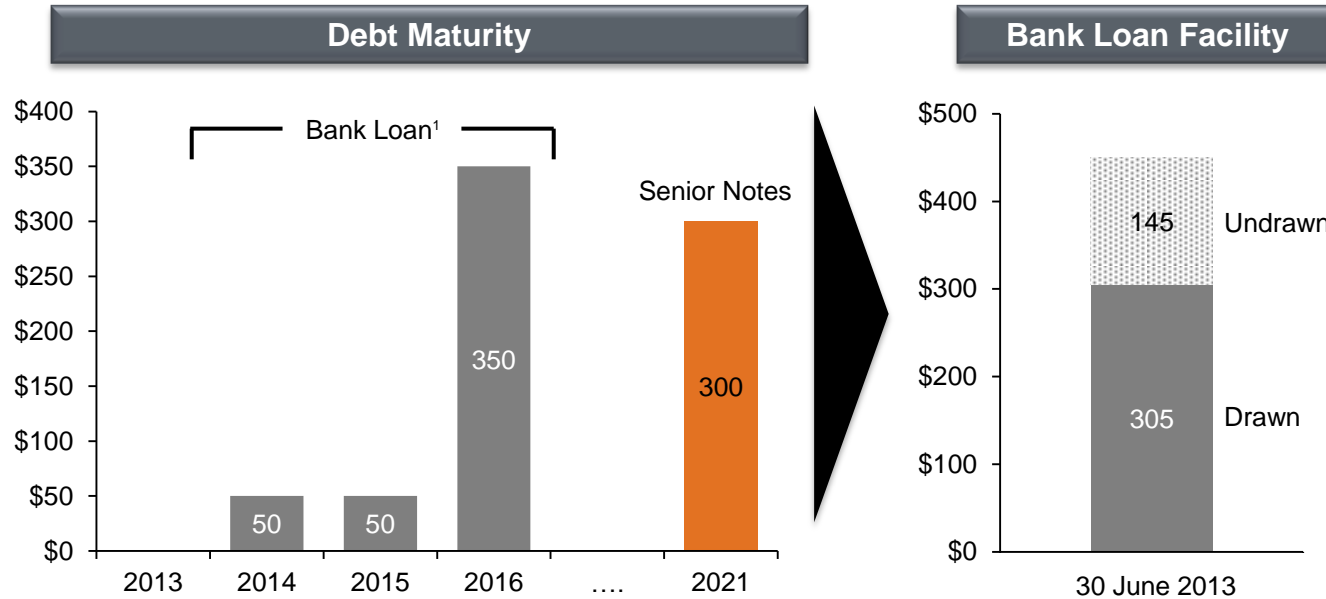 Debt Maturity
$400
$350
$300
$250
$200
$150
$100
$50
$0
Bank Loan¹
Senior Notes
50
50
350
300
2013 2014 2015 2016 .... 2021
Bank Loan Facility
$500
$400
$300
$200
$100
$0
145
Undrawn
305
Drawn
30 June 2013